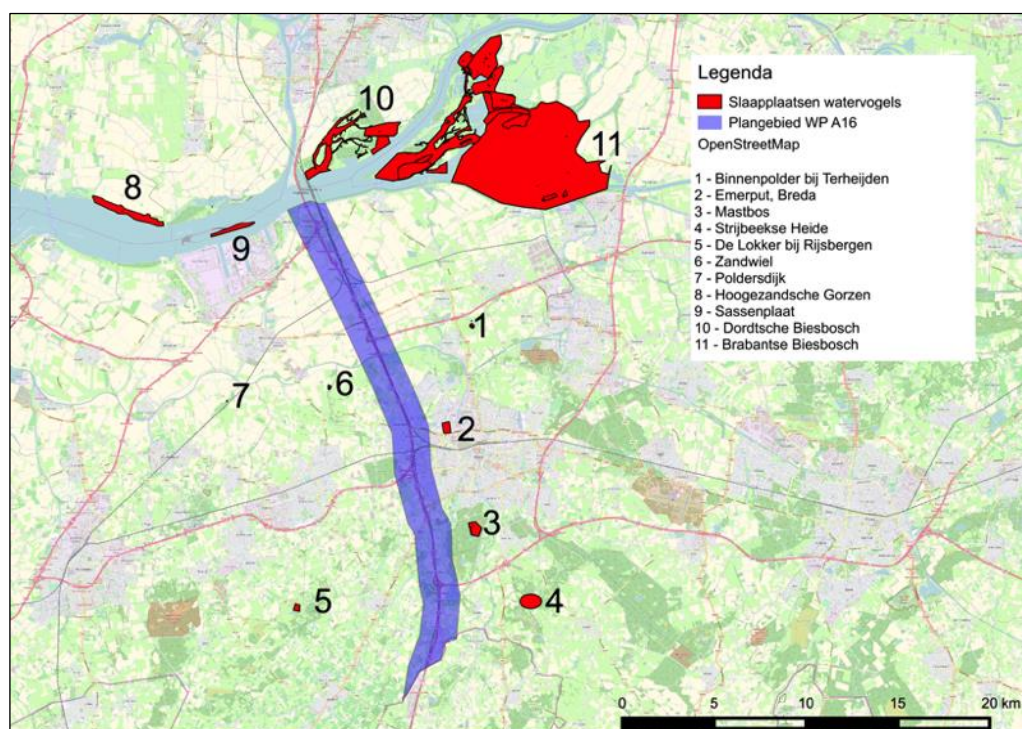 10
11
8
9
1
7
6
2
3
5
4
Legenda
Slaapplaatsen watervogels
Plangebied WP A16
OpenStreetMap
1 - Binnenpolder bij Terheijden
2 - Emerput, Breda
3 - Mastbos
4 - Strijbeekse Heide
5 - De Lokker bij Rijsbergen
6 - Zandwiel
7 - Poldersdijk
8 - Hoogezandsche Gorzen
9 - Sassenplaat
10 - Dordtsche Biesbosch
11 - Brabantse Biesbosch
0 5 10 15 20 km